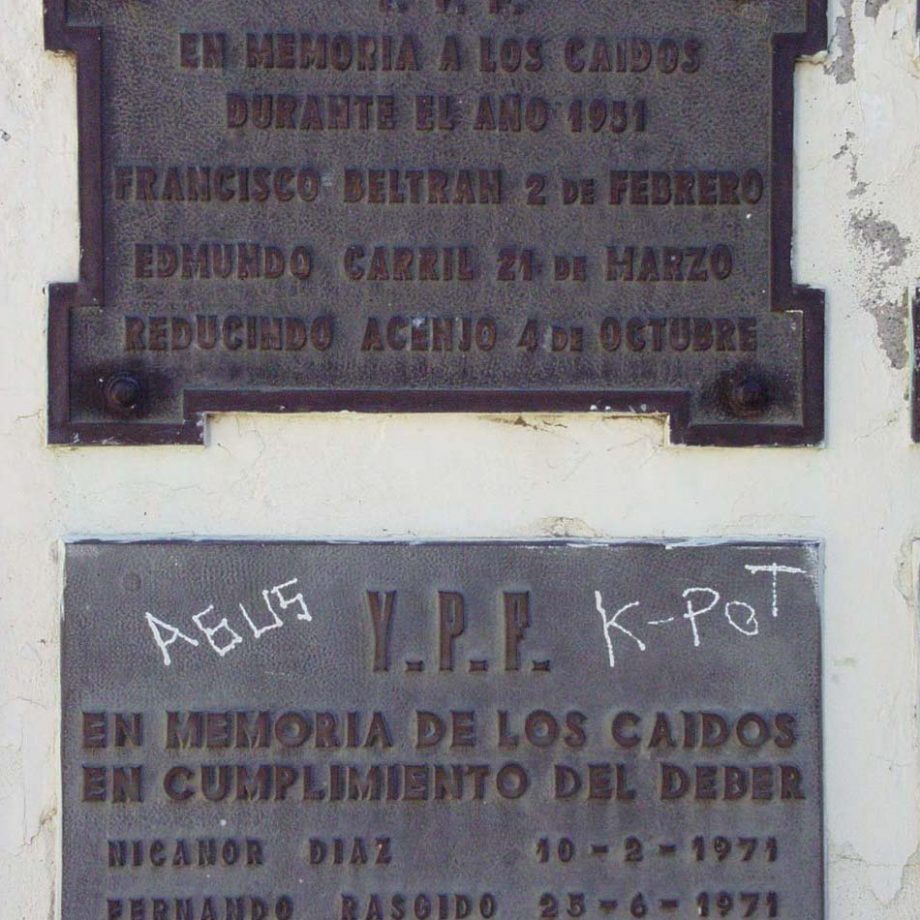 Y. P. F.
EN MEMORIA A LOS CAIDOS
DURANTE EL AÑO 1951
FRANCISCO BELTRAN 2 DE FEBRERO
EDMUNDO CARRIL 21 DE MARZO
REDUCINDO ACENJO 4 DE OCTUBRE
AGUS Y.P.F. K-POT
EN MEMORIA DE LOS CAIDOS
EN CUMPLIMIENTO DEL DEBER
NICANOR DIAZ 10-2-1971
FERNANDO RASGIDO 25-6-1971